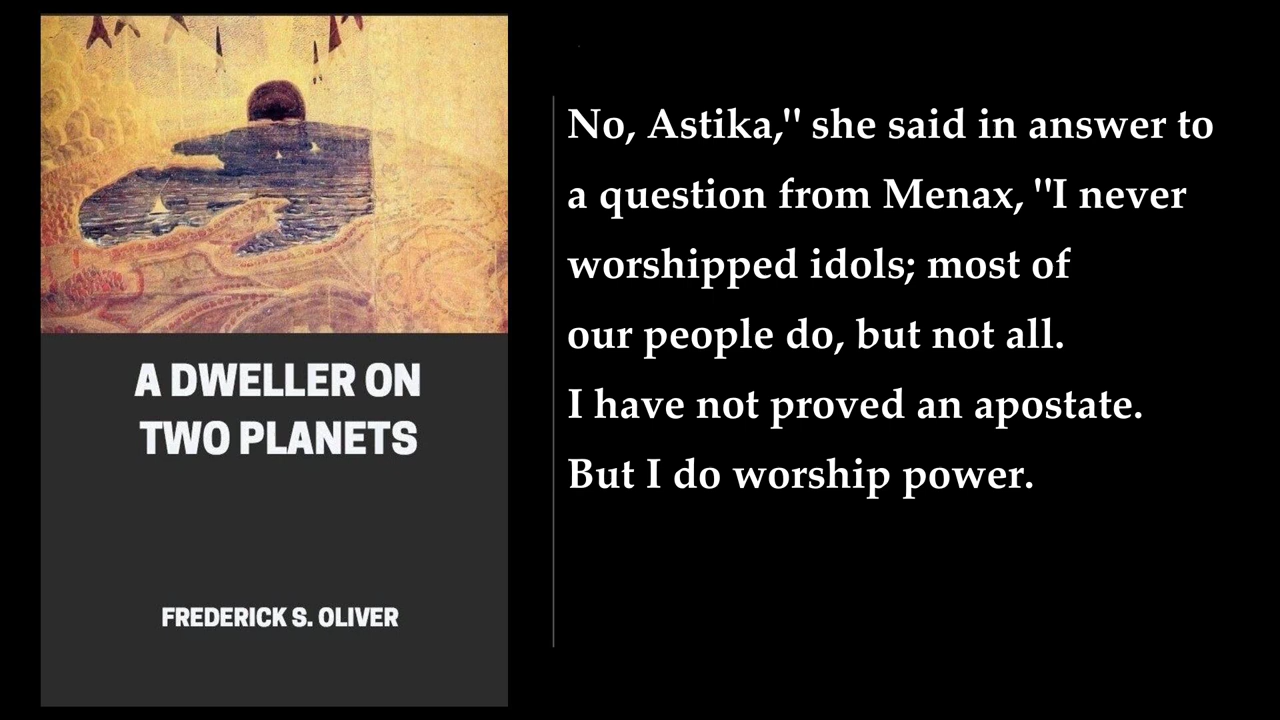 A DWELLER ON
TWO PLANETS
FREDERICK S. OLIVER
No, Astika," she said in answer to
a question from Menax, "I never
worshipped idols; most of
our people do, but not all.
I have not proved an apostate.
But I do worship power.